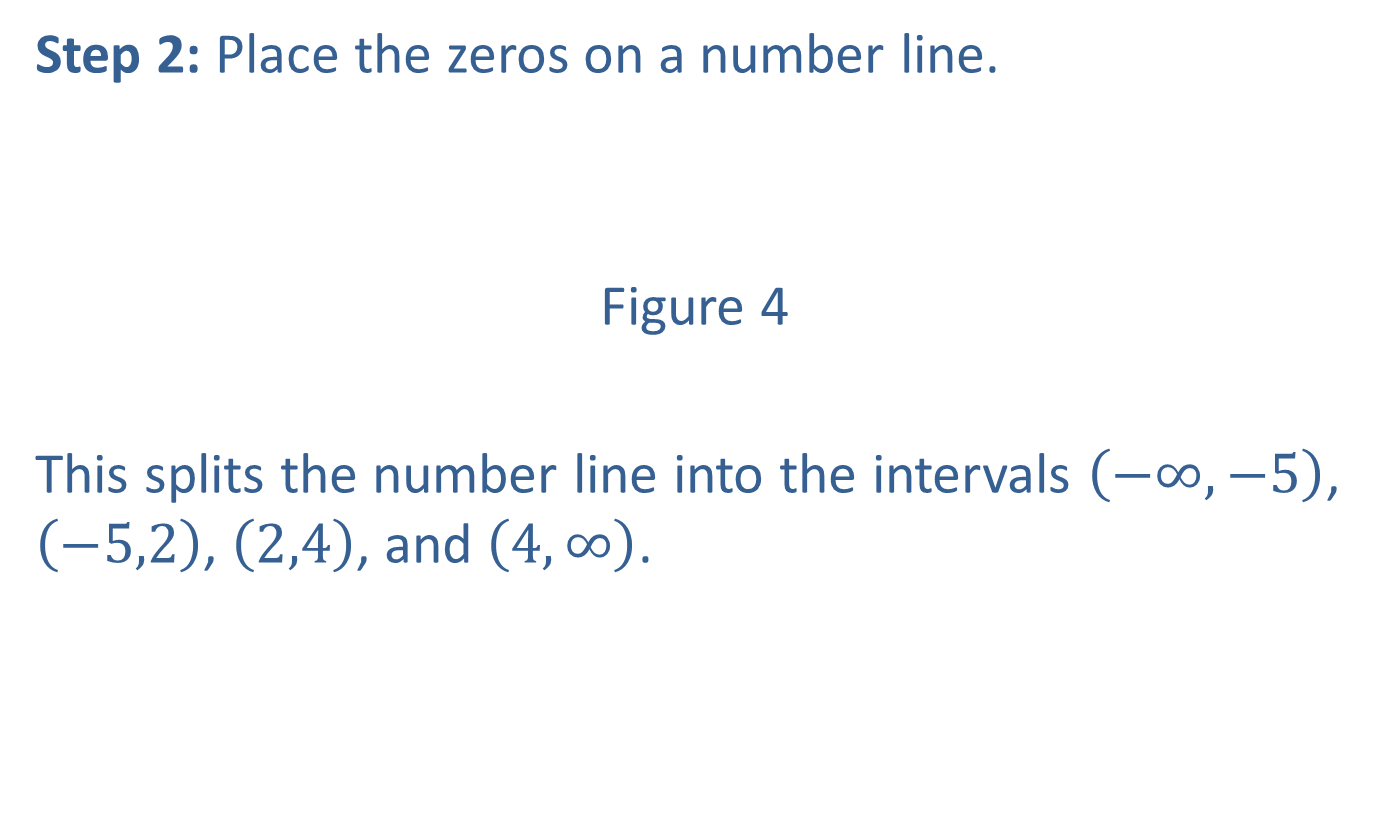 Step 2: Place the zeros on a number line.
Figure 4
This splits the number line into the intervals (−∞, −5),
(−5,2), (2,4), and (4, ∞).